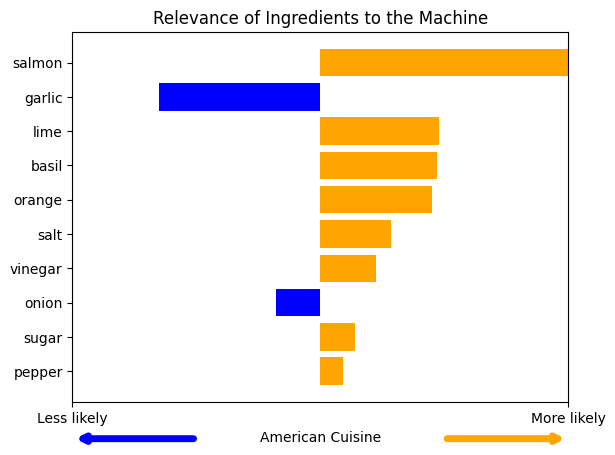 Relevance of Ingredients to the Machine
salmon
garlic
lime
basil
orange
salt
vinegar
onion
sugar
pepper
Less likely
More likely
American Cuisine